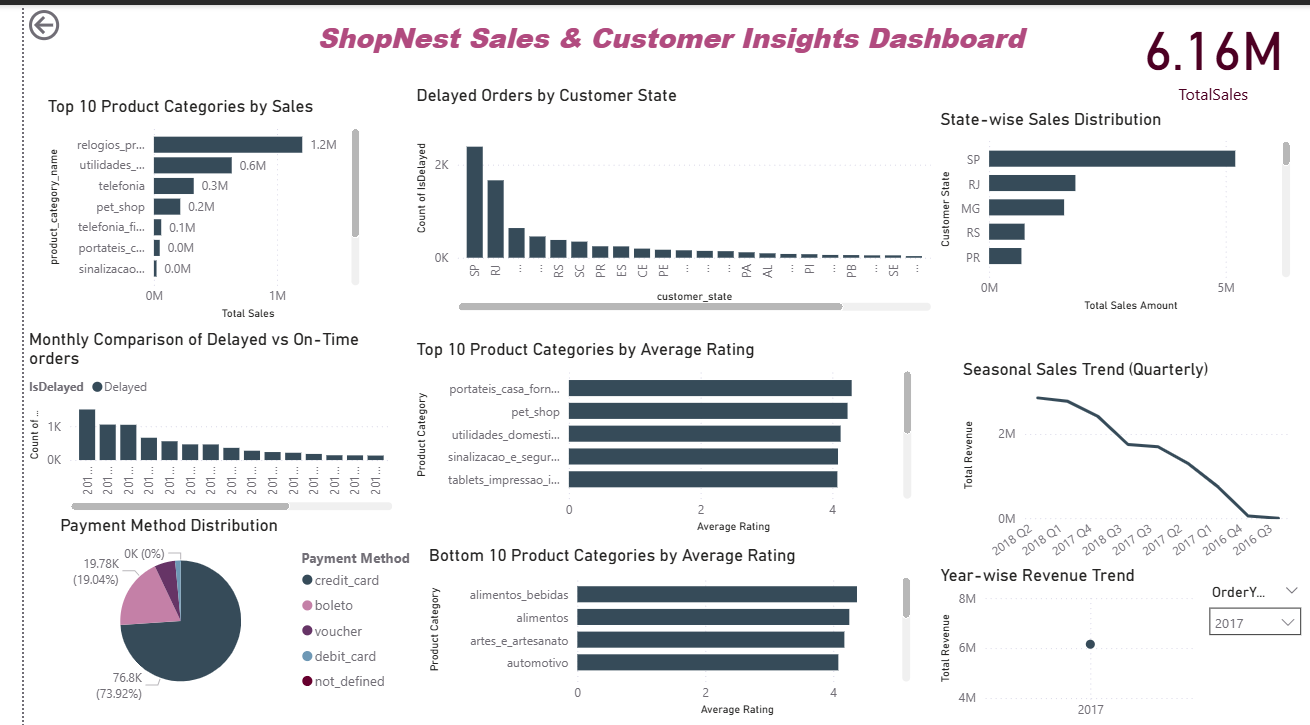 ShopNest Sales & Customer Insights Dashboard
6.16M
TotalSales
Top 10 Product Categories by Sales
product_category_name
relogios_pr... 1.2M
utilidades_... 0.6M
telefonia 0.3M
pet_shop 0.2M
telefonia_fi... 0.1M
portateis_c... 0.0M
sinalizacao... 0.0M
0M 1M
Total Sales
Delayed Orders by Customer State
Count of IsDelayed
2K
0K
SP RJ ... ... RS SC PR ES CE PE ... ... ... PA AL ... PI ... PB ... SE ...
customer_state
State-wise Sales Distribution
Customer State
SP
RJ
MG
RS
PR
0M 5M
Total Sales Amount
Monthly Comparison of Delayed vs On-Time
orders
IsDelayed Delayed
Count of ...
1K
0K
201... 201... 201... 201... 201... 201... 201... 201... 201... 201... 201... 201... 201... 201... 201...
Top 10 Product Categories by Average Rating
Product Category
portateis_casa_forn...
pet_shop
utilidades_domesti...
sinalizacao_e_segur...
tablets_impressao_i...
0 2 4
Average Rating
Seasonal Sales Trend (Quarterly)
Total Revenue
2M
0M
2018 Q2 2018 Q1 2017 Q4 2018 Q3 2017 Q3 2017 Q2 2017 Q1 2016 Q4 2016 Q3
Payment Method Distribution
0K (0%)
19.78K
(19.04%)
76.8K
(73.92%)
Payment Method
credit_card
boleto
voucher
debit_card
not_defined
Bottom 10 Product Categories by Average Rating
Product Category
alimentos_bebidas
alimentos
artes_e_artesanato
automotivo
0 2 4
Average Rating
Year-wise Revenue Trend
Total Revenue
8M
6M
4M
2017
OrderY...
2017